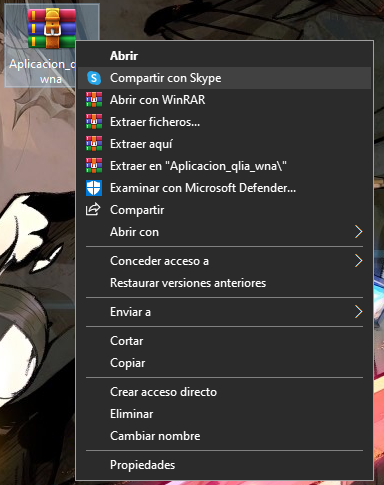 Aplicacion_q
wna
Abrir
Compartir con Skype
Abrir con WinRAR
Extraer ficheros...
Extraer aquí
Extraer en "Aplicacion_qlia_wna\"
Examinar con Microsoft Defender...
Compartir
Abrir con
Conceder acceso a
Restaurar versiones anteriores
Enviar a
Cortar
Copiar
Crear acceso directo
Eliminar
Cambiar nombre
Propiedades